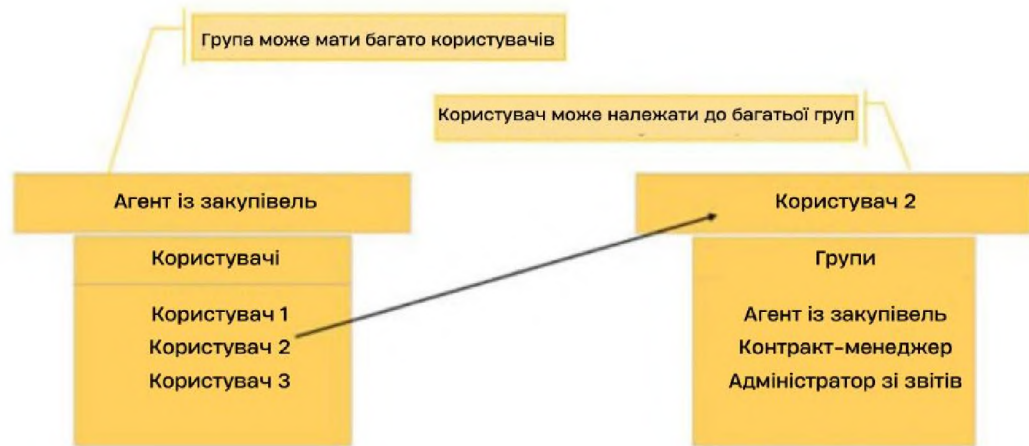 Група може мати багато користувачів
Користувач може належати до багатьої груп
Агент із закупівель
Користувачі
Користувач 1
Користувач 2
Користувач 3
Користувач 2
Групи
Агент із закупівель
Контракт-менеджер
Адміністратор зі звітів